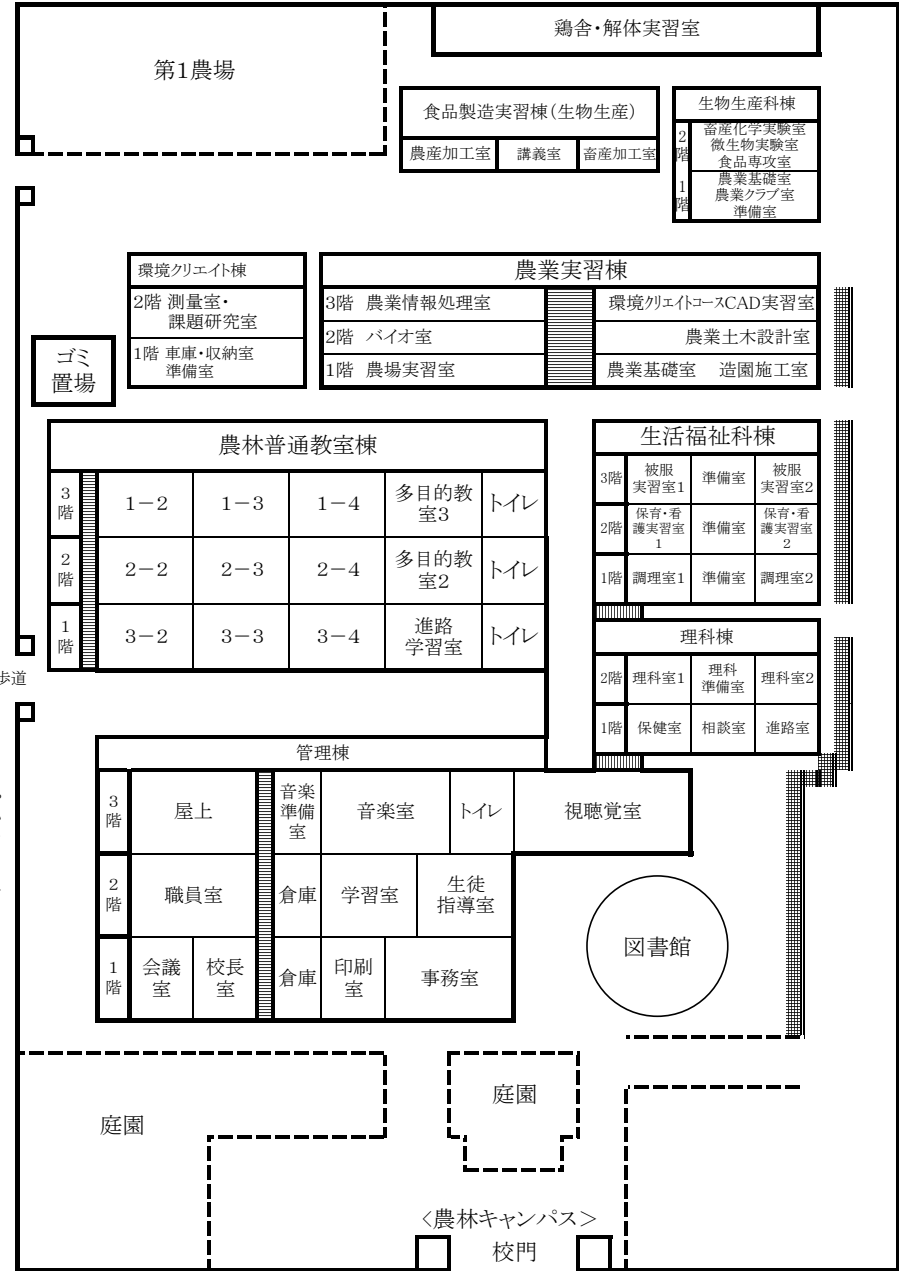 鶏舎・解体実習室
第1農場
食品製造実習棟(生物生産)
農産加工室
講義室
畜産加工室
生物生産科棟
2階
畜産化学実験室
微生物実験室
食品専攻室
1階
農業基礎室
農業クラブ室
準備室
環境クリエイト棟
2階 測量室・
課題研究室
1階 車庫・収納室
準備室
農業実習棟
3階 農業情報処理室
環境クリエイトコースCAD実習室
2階 バイオ室
農業土木設計室
1階 農場実習室
農業基礎室 造園施工室
ゴミ
置場
農林普通教室棟
3階
1-2
1-3
1-4
多目的教
室3
トイレ
2階
2-2
2-3
2-4
多目的教
室2
トイレ
1階
3-2
3-3
3-4
進路
学習室
トイレ
生活福祉科棟
3階
被服
実習室1
準備室
被服
実習室2
2階
保育・看
護実習室
1
準備室
保育・看
護実習室
2
1階
調理室1
準備室
調理室2
理科棟
2階
理科室1
理科
準備室
理科室2
1階
保健室
相談室
進路室
歩道
管理棟
3階
屋上
音楽
準備
室
音楽室
トイレ
視聴覚室
2階
職員室
倉庫
学習室
生徒
指導室
1階
会議
室
校長
室
倉庫
印刷
室
事務室
図書館
庭園
庭園
<農林キャンパス>
校門